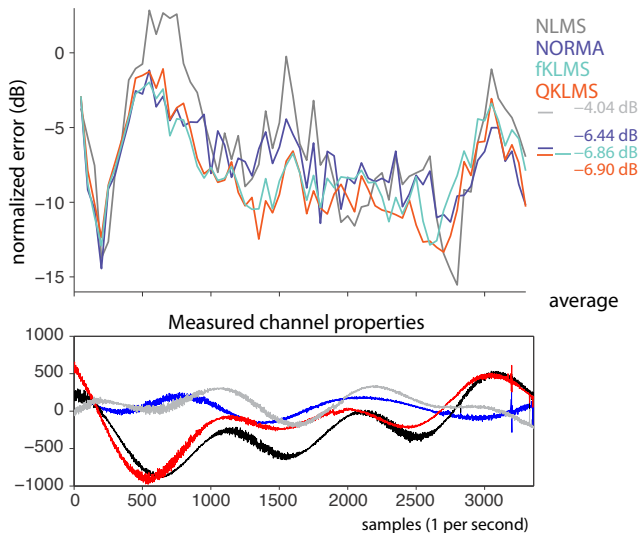 NLMS
NORMA
fKLMS
QKLMS
−4.04 dB
−6.44 dB
−6.86 dB
−6.90 dB
average
normalized error (dB)
0
−5
−10
−15
Measured channel properties
1000
500
0
−500
−1000
0 500 1000 1500 2000 2500 3000
samples (1 per second)